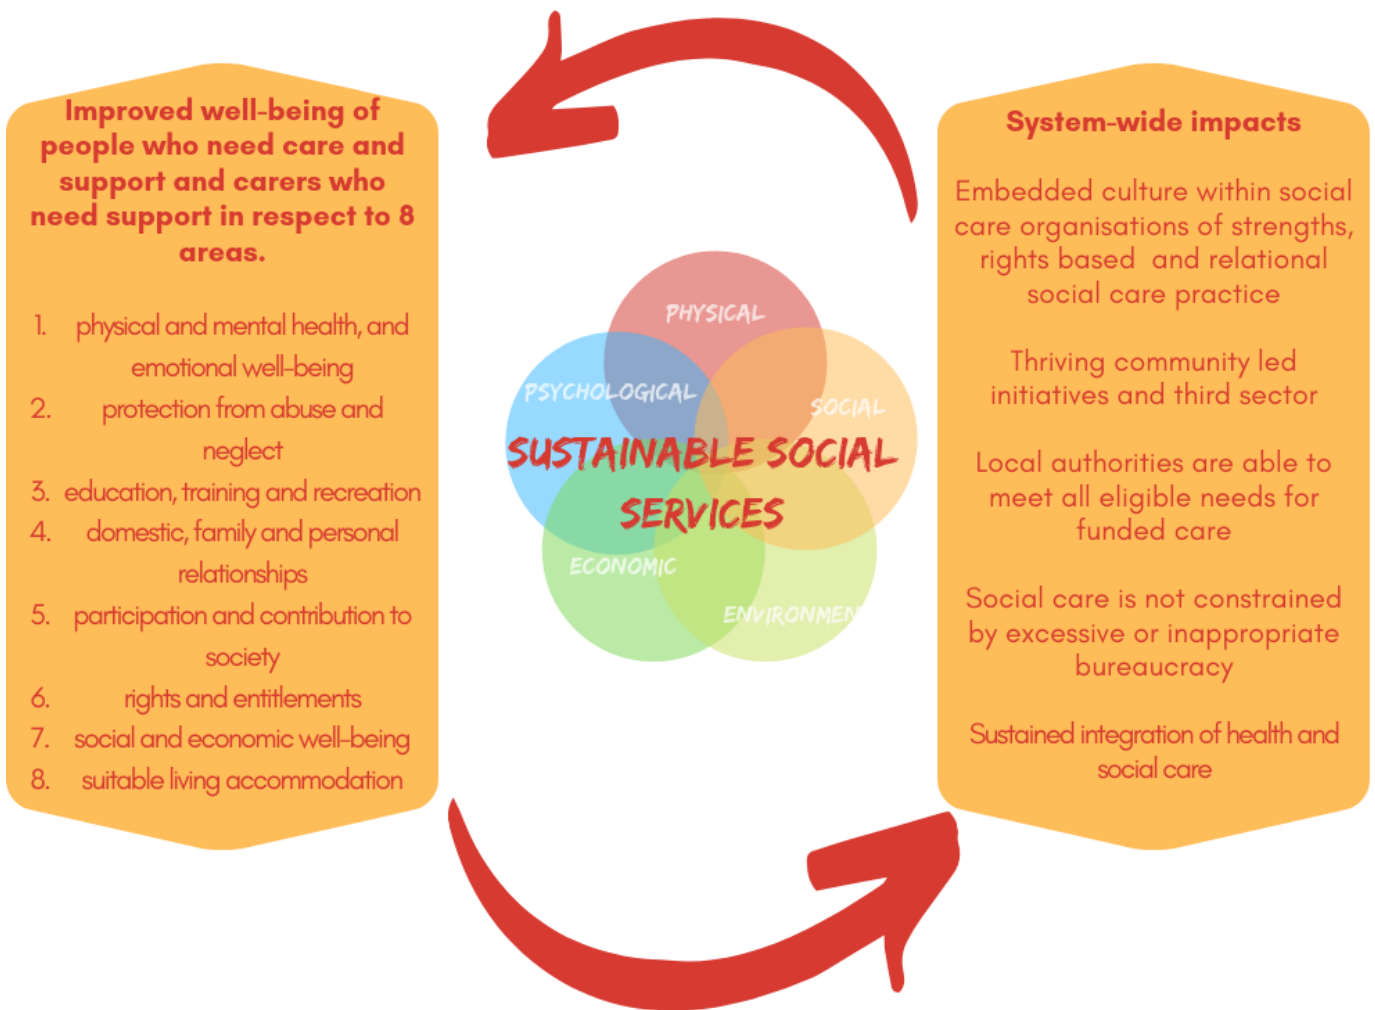 Improved well-being of
people who need care and
support and carers who
need support in respect to 8
areas.
1. physical and mental health, and
emotional well-being
2. protection from abuse and
neglect
3. education, training and recreation
4. domestic, family and personal
relationships
5. participation and contribution to
society
6. rights and entitlements
7. social and economic well-being
8. suitable living accommodation
PHYSICAL
PSYCHOLOGICAL
SOCIAL
SUSTAINABLE SOCIAL
SERVICES
ECONOMIC
ENVIRONMEN
System-wide impacts
Embedded culture within social
care organisations of strengths,
rights based and relational
social care practice
Thriving community led
initiatives and third sector
Local authorities are able to
meet all eligible needs for
funded care
Social care is not constrained
by excessive or inappropriate
bureaucracy
Sustained integration of health and
social care